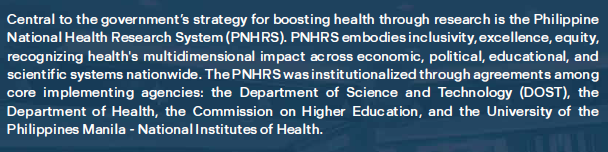 Central to the government's strategy for boosting health through research is the Philippine
National Health Research System (PNHRS). PNHRS embodies inclusivity, excellence, equity,
recognizing health's multidimensional impact across economic, political, educational, and
scientific systems nationwide. The PNHRS was institutionalized through agreements among
core implementing agencies: the Department of Science and Technology (DOST), the
Department of Health, the Commission on Higher Education, and the University of the
Philippines Manila - National Institutes of Health.